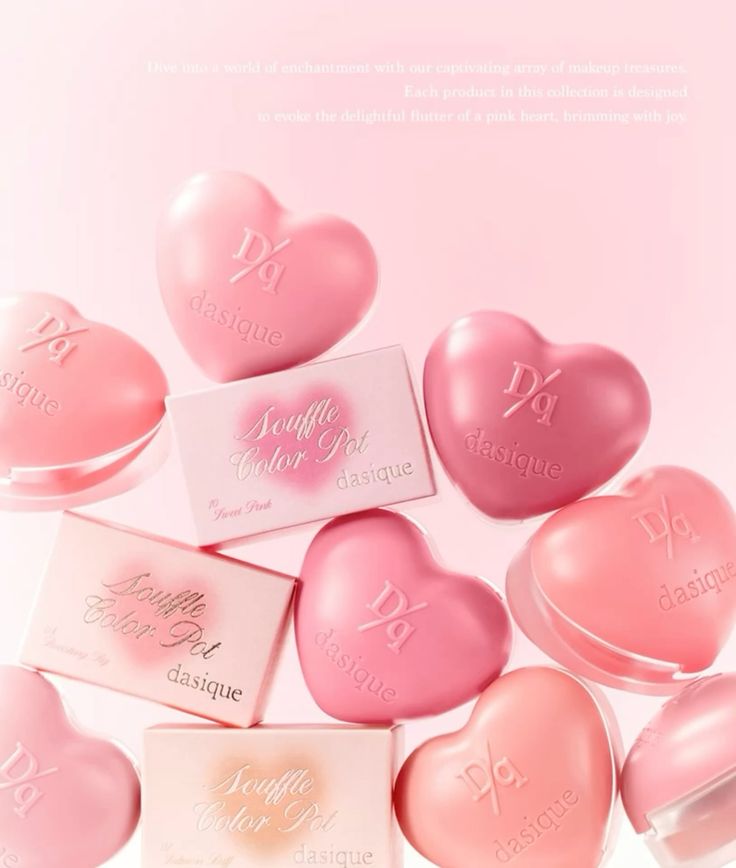 Dive into a world of enchantment with our captivating array of makeup treasures.
Each product in this collection is designed
to evoke the delightful flutter of a pink heart, brimming with joy
D/q
dasique
D/q
Souffle
Color Pot
dasique
10
Sweet Pink
D/q
dasique
D/q
dasique
Souffle
Color Pot
dasique
D/q
dasique
D/q
Souffle
Color Pot
dasique
D/q
dasique